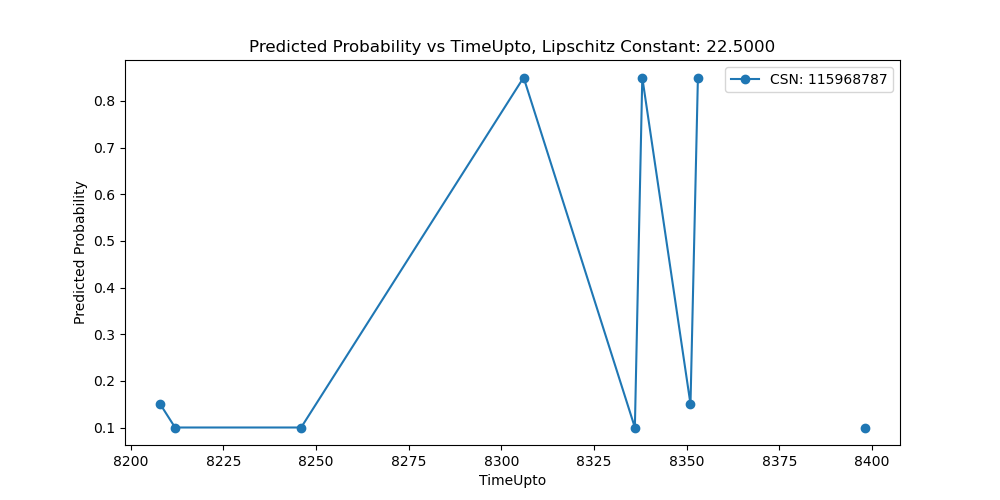 Predicted Probability vs TimeUpto, Lipschitz Constant: 22.5000
CSN: 115968787
Predicted Probability
0.8
0.7
0.6
0.5
0.4
0.3
0.2
0.1
8200 8225 8250 8275 8300 8325 8350 8375 8400
TimeUpto